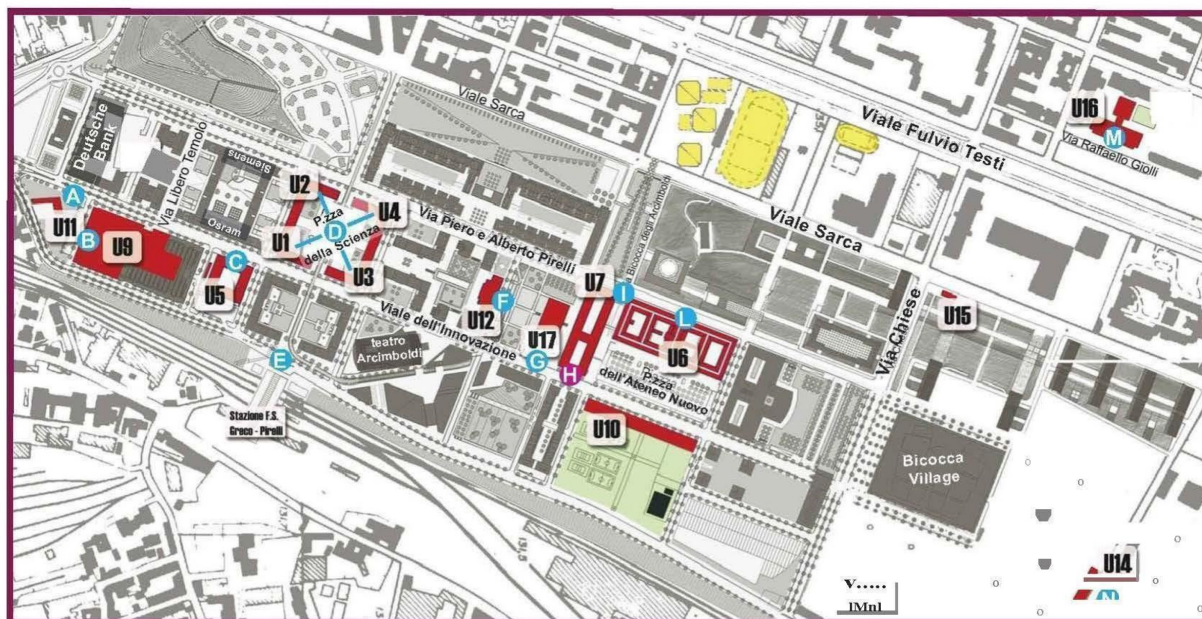 Viale Sarca
Viale Fulvio Testi
U16
M
Via Raffaello Giolli
Deutsche
Bank
Via Libero Temolo
Siemens
Osram
A
U11
B
U9
C
U5
U2
P.zza
D
U4
U1
della Scienza
U3
Via Piero e Alberto Pirelli
Viale Sarca
Bicocca degli Arcimboldi
U7
I
L
U6
P.zza
dell'Ateneo Nuovo
U12
F
U17
G
H
Viale dell'Innovazione
teatro
Arcimboldi
E
Stazione F.S.
Greco - Pirelli
U10
Via Chiese
U15
Bicocca
Village
U14
N
V.....
lMnl